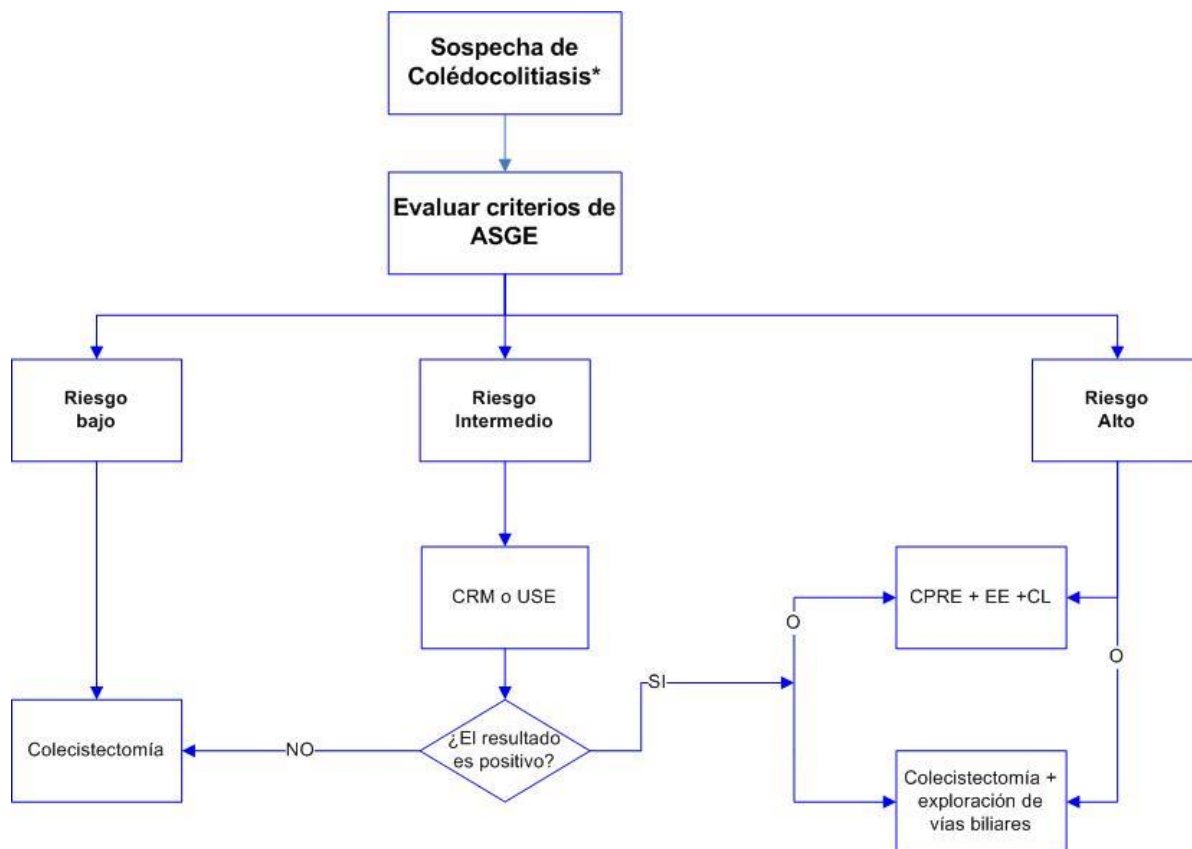 Sospecha de
Colédocolitiasis*
Evaluar criterios de
ASGE
Riesgo
bajo
Riesgo
Intermedio
Riesgo
Alto
CRM o USE
CPRE + EE +CL
O
O
SI
Colecistectomía
NO
¿El resultado
es positivo?
Colecistectomía +
exploración de
vías biliares